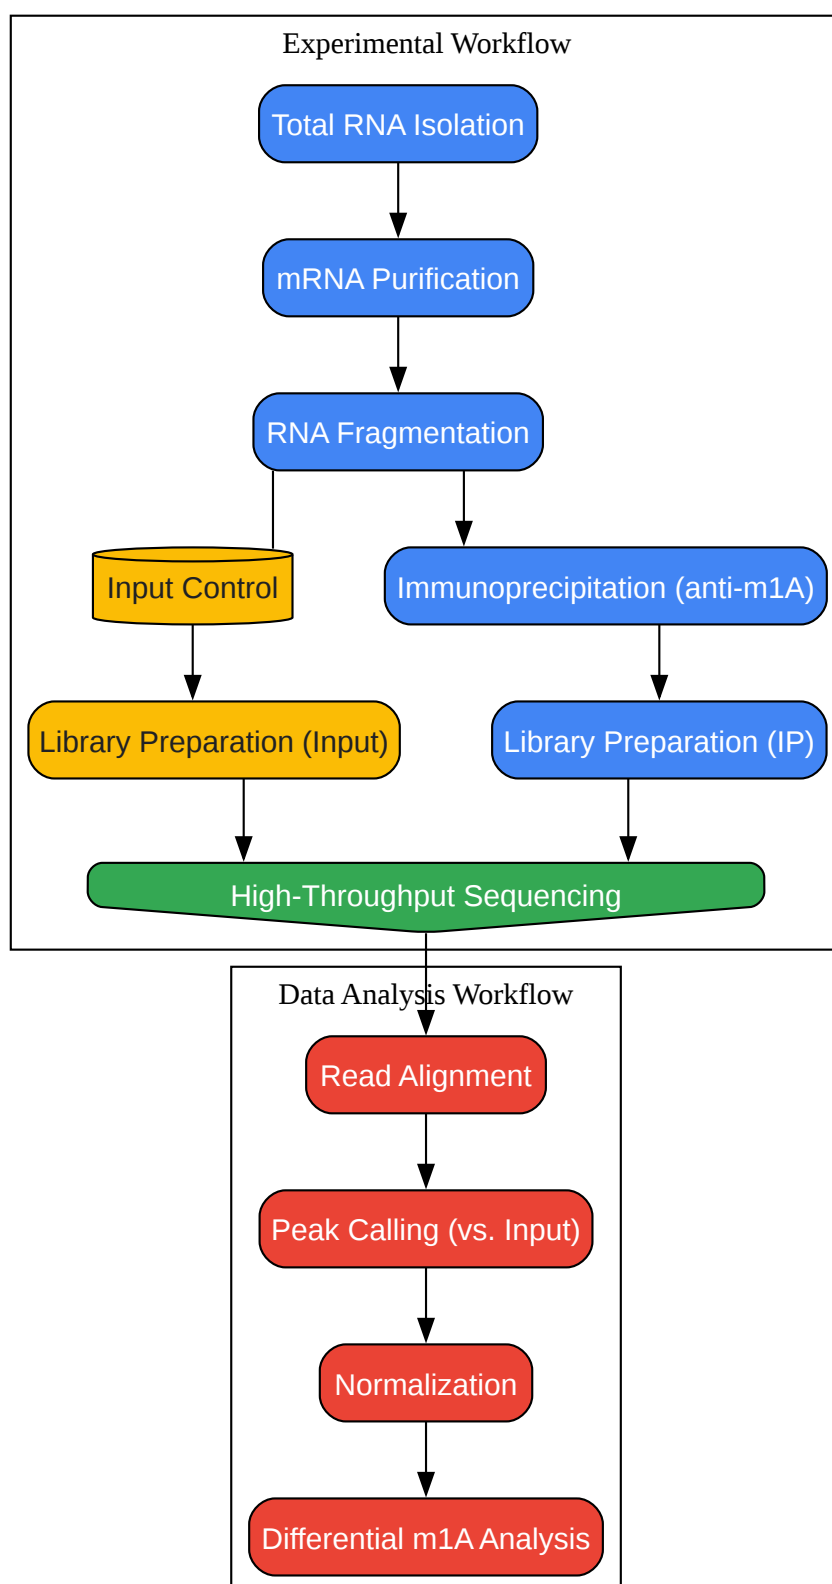 Experimental Workflow
Total RNA Isolation
mRNA Purification
RNA Fragmentation
Input Control
Immunoprecipitation (anti-m1A)
Library Preparation (Input)
Library Preparation (IP)
High-Throughput Sequencing
Data Analysis Workflow
Read Alignment
Peak Calling (vs. Input)
Normalization
Differential m1A Analysis